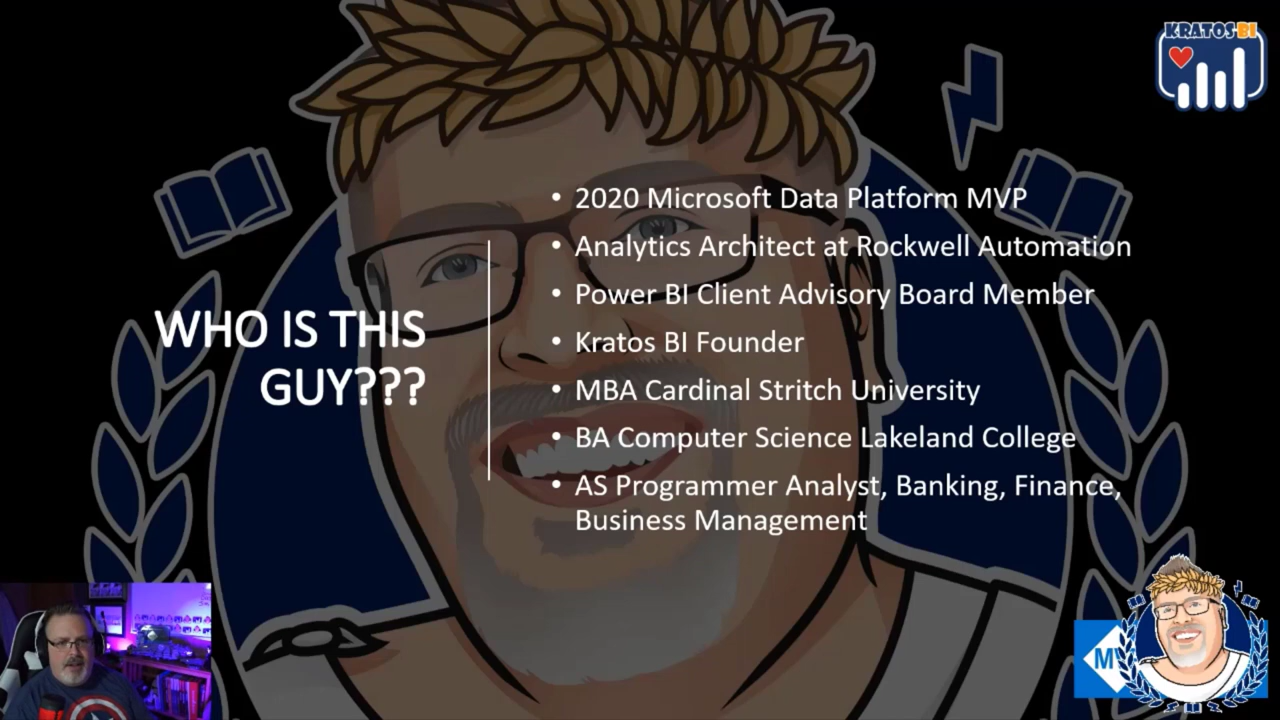 KRATOS BI
WHO IS THIS
GUY???
• 2020 Microsoft Data Platform MVP
• Analytics Architect at Rockwell Automation
• Power BI Client Advisory Board Member
• Kratos BI Founder
• MBA Cardinal Stritch University
• BA Computer Science Lakeland College
• AS Programmer Analyst, Banking, Finance,
Business Management